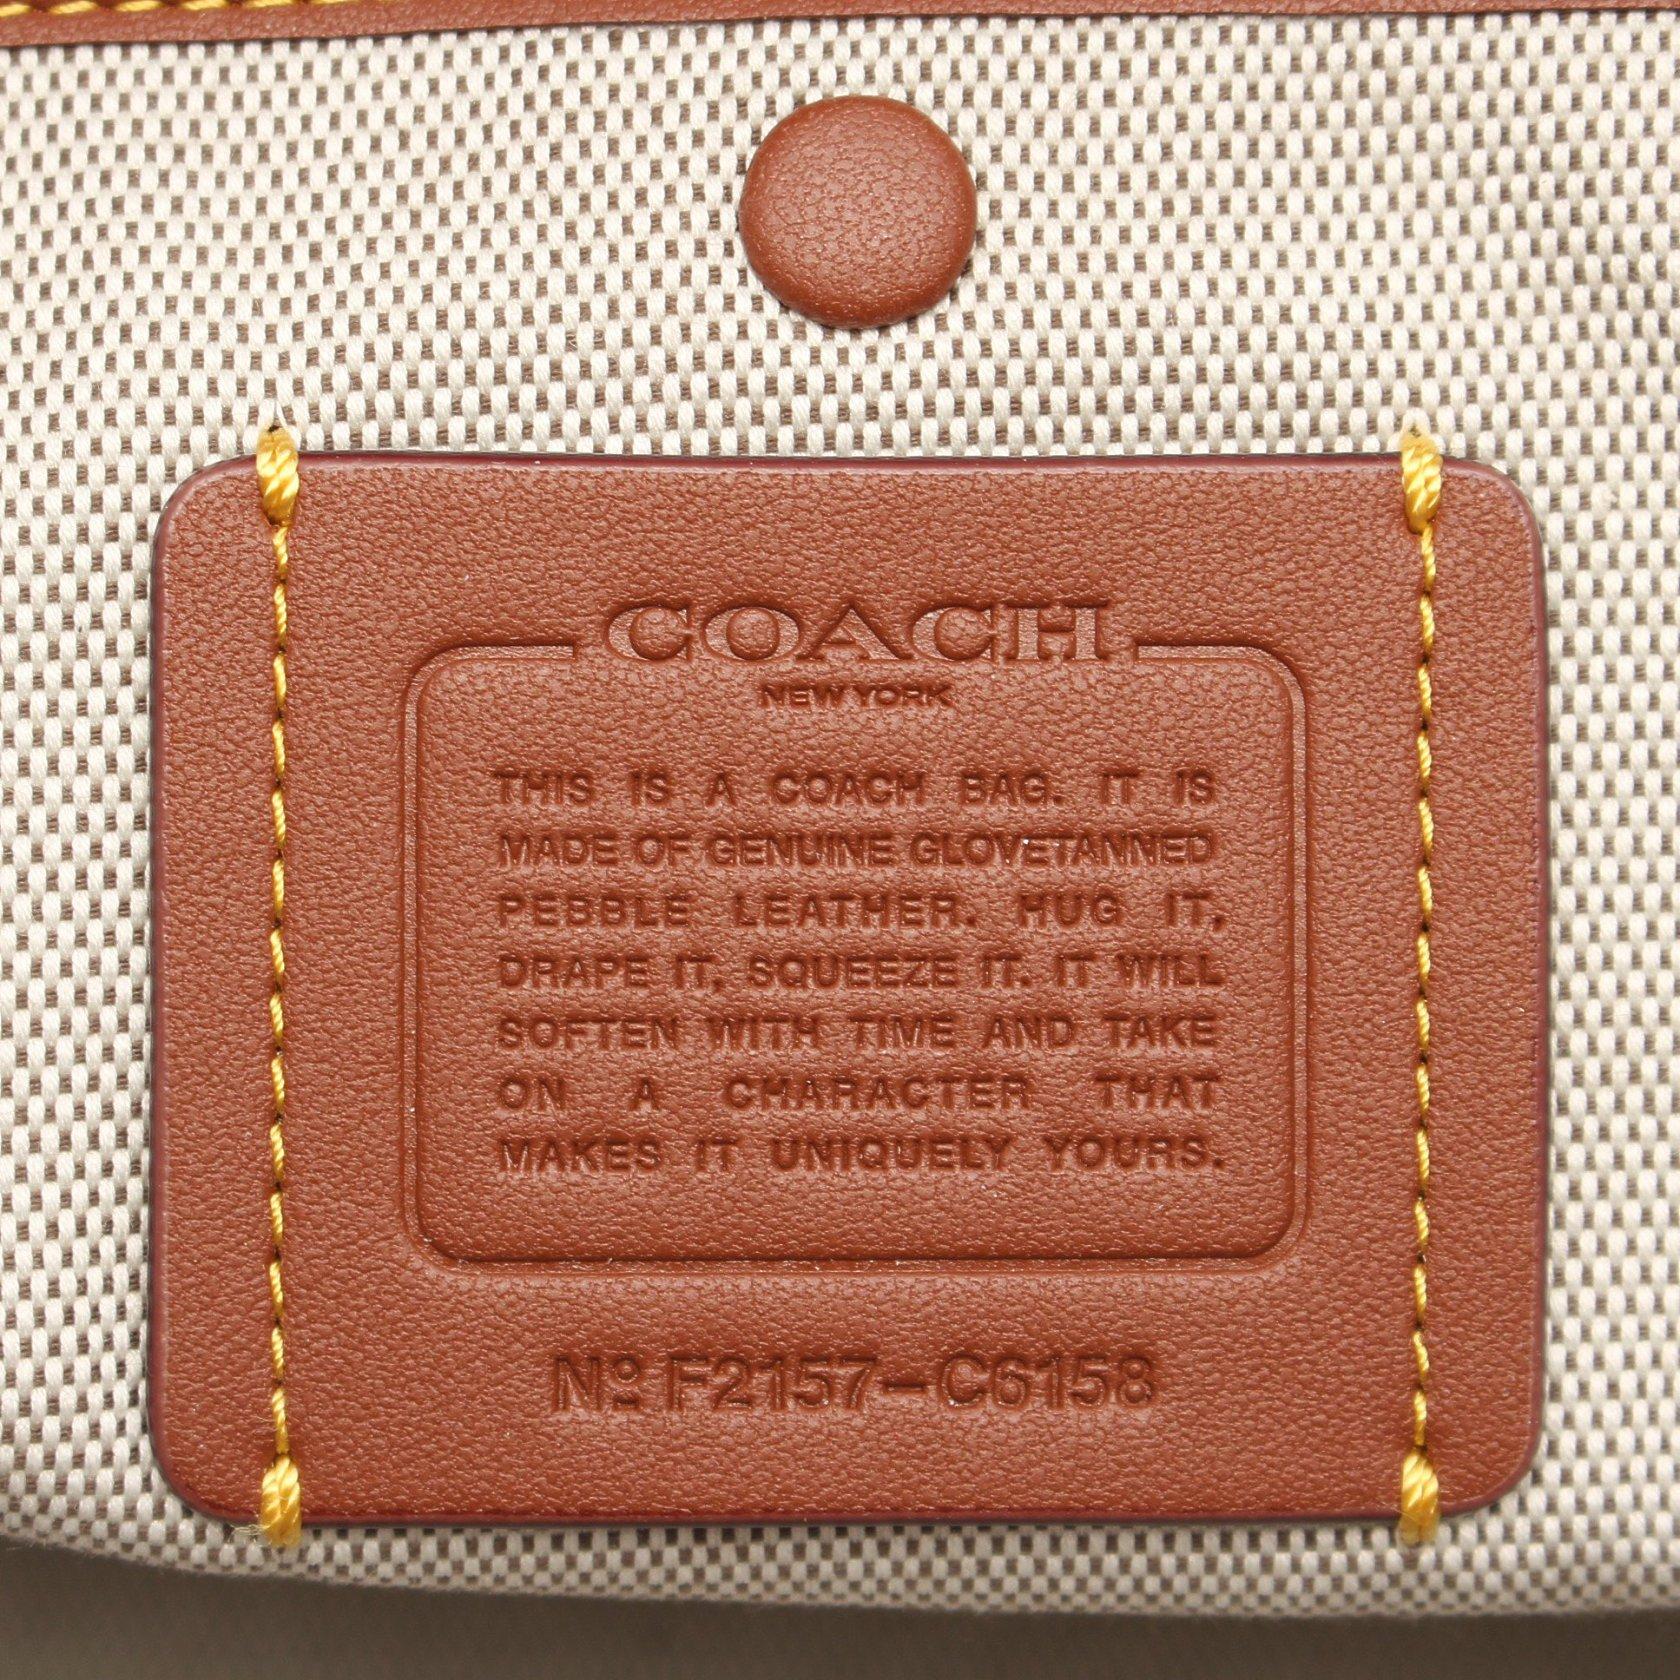 COACH
NEW YORK
THIS IS A COACH BAG. IT IS
MADE OF GENUINE GLOVETANNED
PEBBLE LEATHER. HUG IT,
DRAPE IT, SQUEEZE IT. IT WILL
SOFTEN WITH TIME AND TAKE
ON A CHARACTER THAT
MAKES IT UNIQUELY YOURS.
Nº F2157-C6158